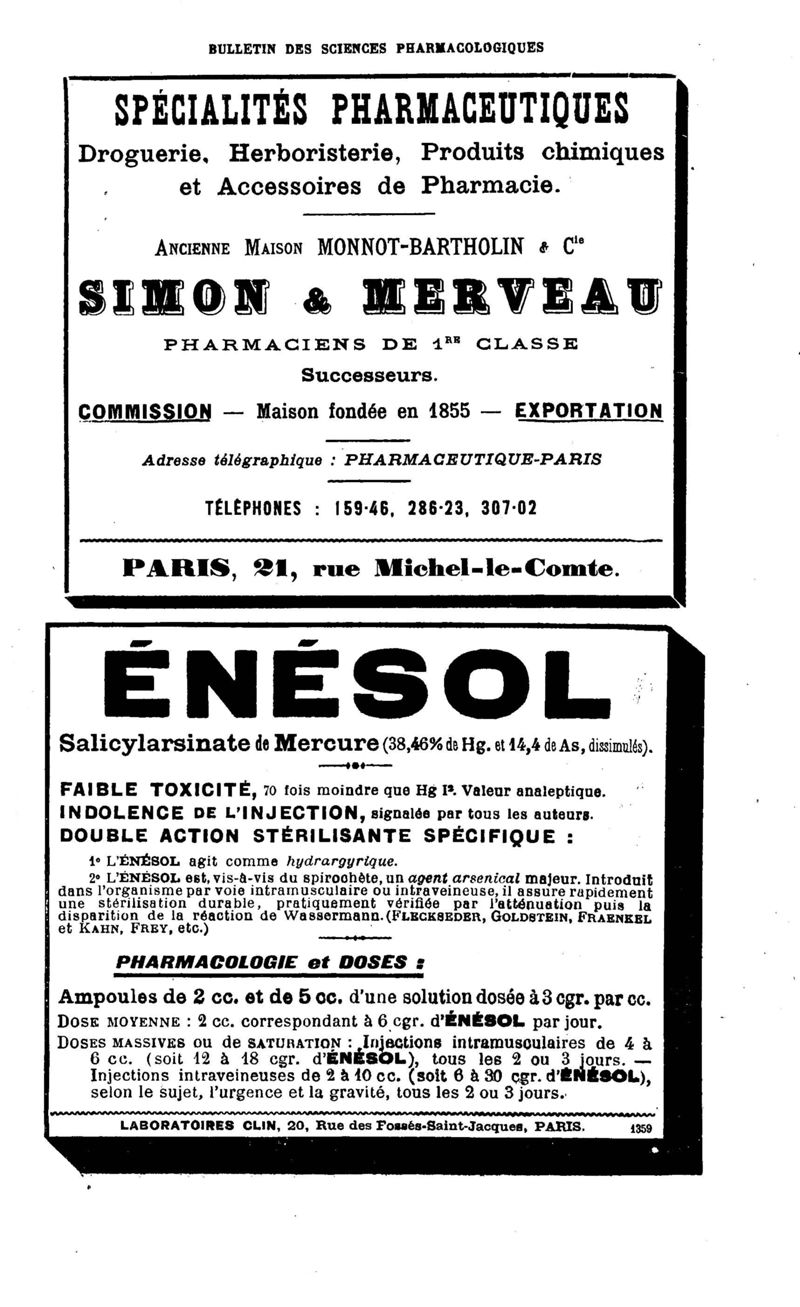 BULLETIN DES SCIENCES PHARMACOLOGIQUES
SPÉCIALITÉS PHARMACEUTIQUES
Droguerie, Herboristerie, Produits chimiques
et Accessoires de Pharmacie.
ANCIENNE MAISON MONNOT-BARTHOLIN & Cie
SIMON & MERVEAU
PHARMACIENS DE 1RE CLASSE
Successeurs.
COMMISSION — Maison fondée en 1855 — EXPORTATION
Adresse télégraphique : PHARMACEUTIQUE-PARIS
TÉLÉPHONES : 159-46, 286-23, 307-02
PARIS, 21, rue Michel-le-Comte.
ÉNÉSOL
Salicylarsinate de Mercure (38,46% de Hg. et 14,4 de As, dissimulés).
FAIBLE TOXICITÉ, 70 fois moindre que Hg I². Valeur analeptique.
INDOLENCE DE L'INJECTION, signalée par tous les auteurs.
DOUBLE ACTION STÉRILISANTE SPÉCIFIQUE :
1° L'ÉNÉSOL agit comme hydrargyrique.
2° L'ÉNÉSOL est, vis-à-vis du spirochète, un agent arsenical majeur. Introduit
dans l'organisme par voie intramusculaire ou intraveineuse, il assure rapidement
une stérilisation durable, pratiquement vérifiée par l'atténuation puis la
disparition de la réaction de Wassermann. (FLECKSEDER, GOLDSTEIN, FRAENKEL
et KAHN, FREY, etc.)
PHARMACOLOGIE et DOSES :
Ampoules de 2 cc. et de 5 cc. d'une solution dosée à 3 cgr. par cc.
DOSE MOYENNE : 2 cc. correspondant à 6 cgr. d'ÉNÉSOL par jour.
DOSES MASSIVES ou de SATURATION : Injections intramusculaires de 4 à
6 cc. (soit 12 à 18 cgr. d'ÉNÉSOL), tous les 2 ou 3 jours. —
Injections intraveineuses de 2 à 10 cc. (soit 6 à 30 cgr. d'ÉNÉSOL),
selon le sujet, l'urgence et la gravité, tous les 2 ou 3 jours.
LABORATOIRES CLIN, 20, Rue des Fossés-Saint-Jacques, PARIS. 1359